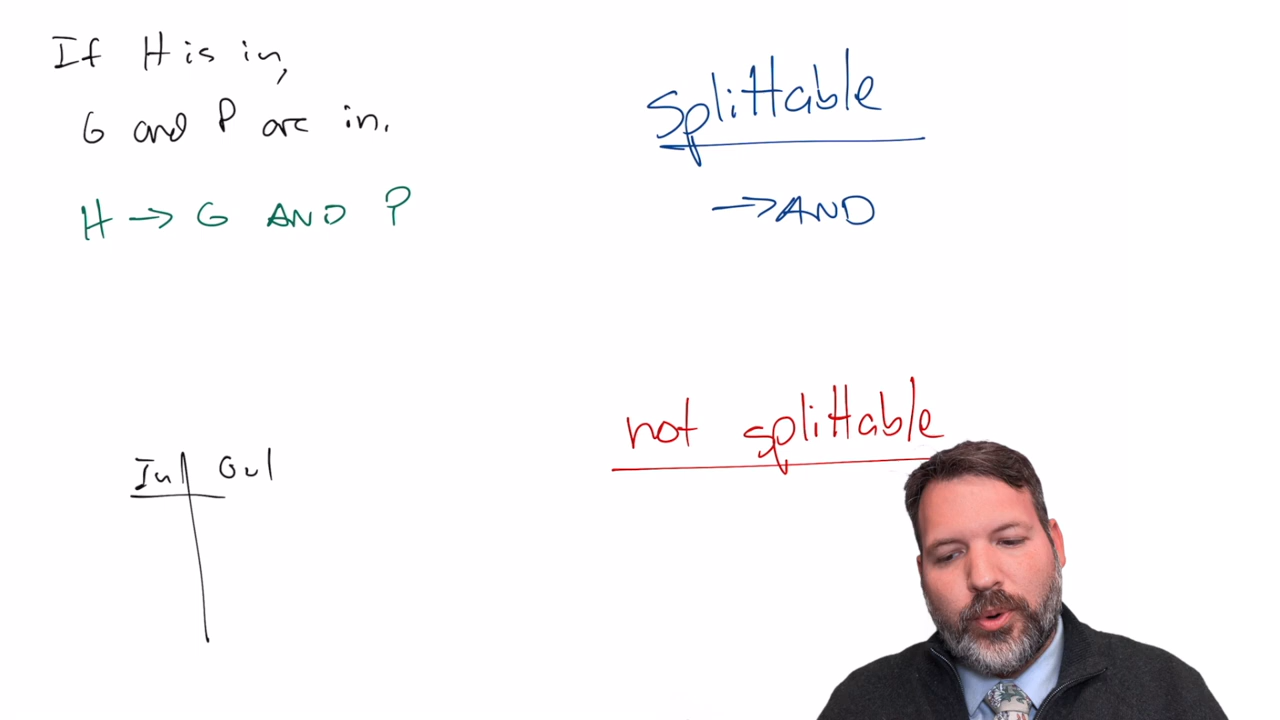 If H is in,
G and P are in.
H → G AND P
splittable
→ AND
not splittable
In Out